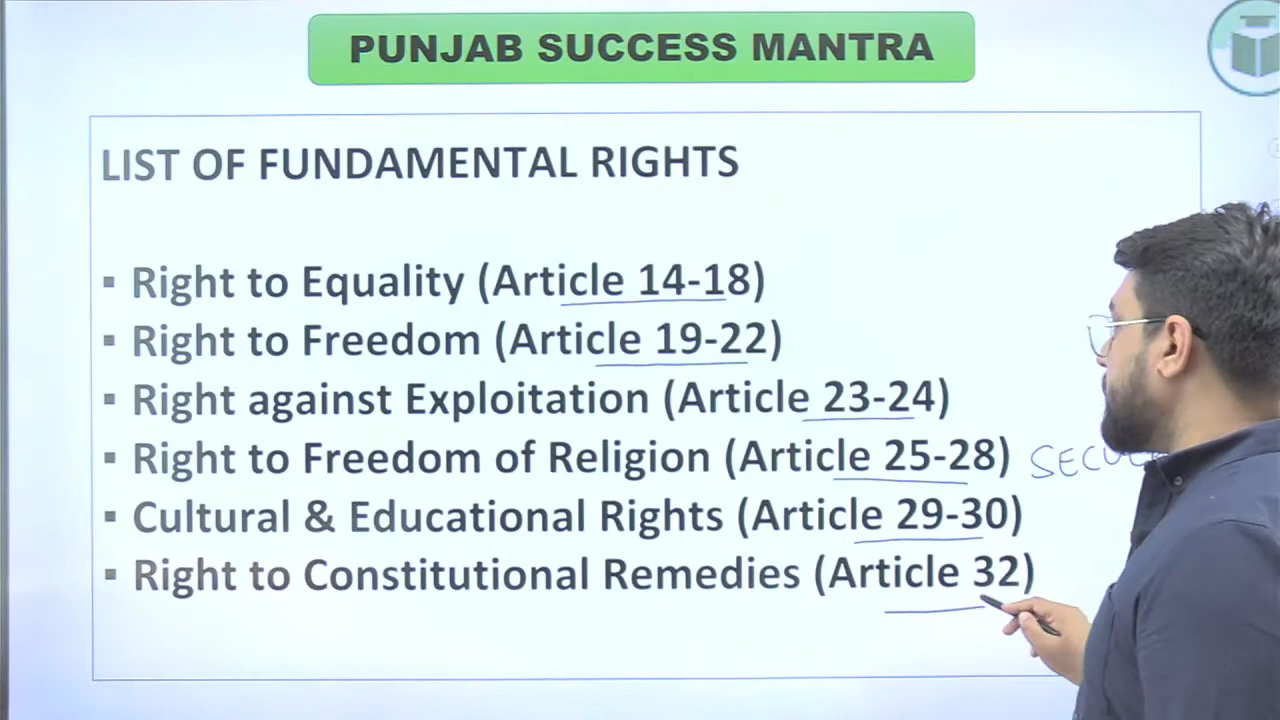 PUNJAB SUCCESS MANTRA
LIST OF FUNDAMENTAL RIGHTS
▪ Right to Equality (Article 14-18)
▪ Right to Freedom (Article 19-22)
▪ Right against Exploitation (Article 23-24)
▪ Right to Freedom of Religion (Article 25-28)
▪ Cultural & Educational Rights (Article 29-30)
▪ Right to Constitutional Remedies (Article 32)